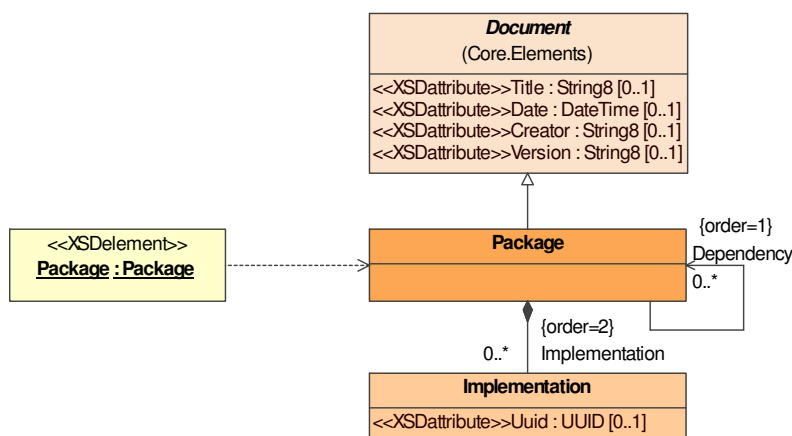 Document
(Core.Elements)
<<XSDattribute>>Title : String8 [0..1]
<<XSDattribute>>Date : DateTime [0..1]
<<XSDattribute>>Creator : String8 [0..1]
<<XSDattribute>>Version : String8 [0..1]
<<XSDelement>>
Package : Package
Package
{order=1}
Dependency
0..*
{order=2}
0..* Implementation
Implementation
<<XSDattribute>>Uuid : UUID [0..1]